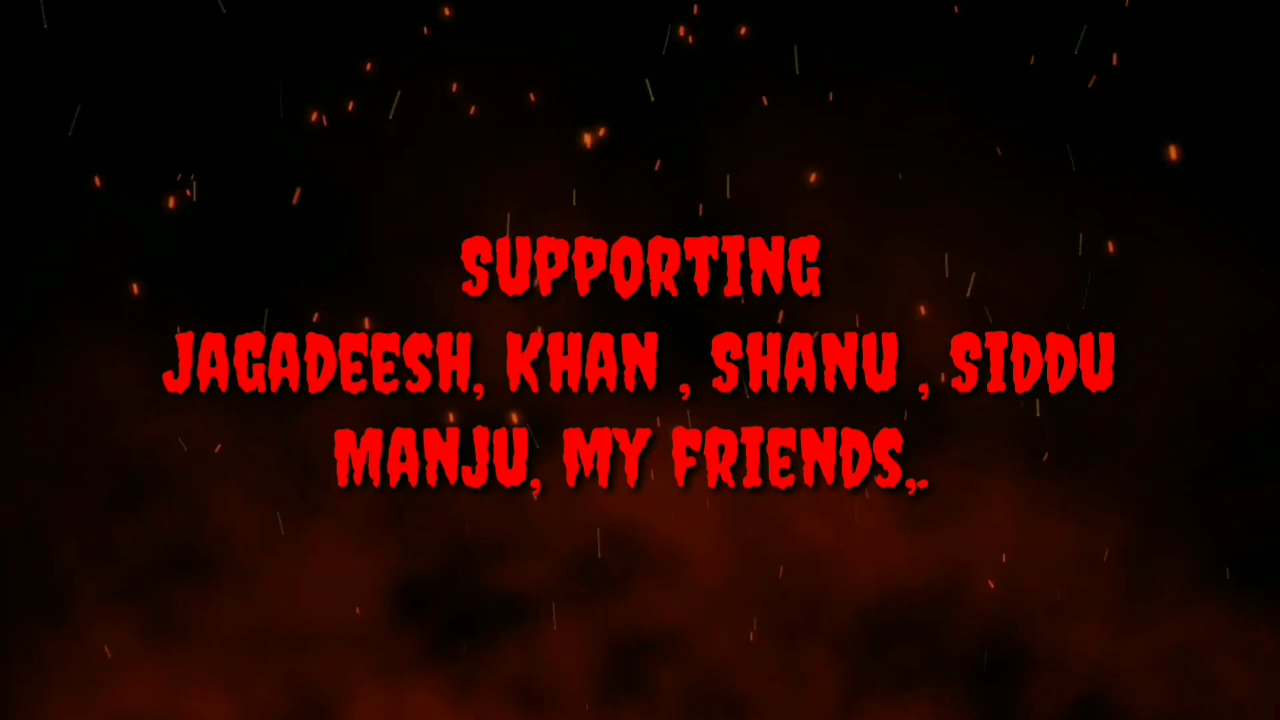 SUPPORTING
JAGADEESH, KHAN , SHANU , SIDDU
MANJU, MY FRIENDS,.